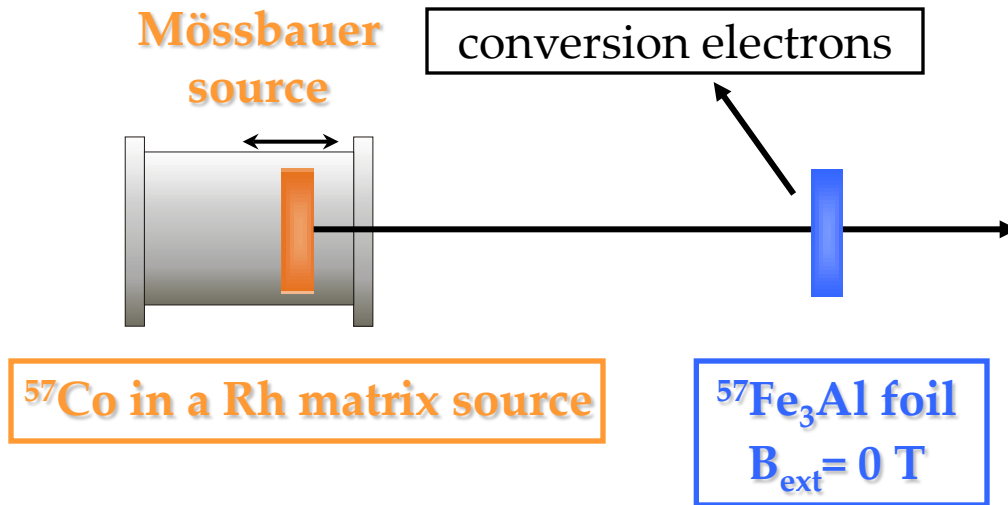 Mössbauer
source
conversion electrons
⁵⁷Co in a Rh matrix source
⁵⁷Fe₃Al foil
Bₑₓₜ= 0 T